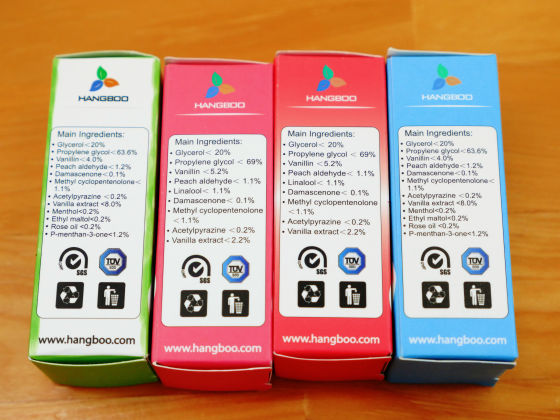 HANGBOO
Main Ingredients:
• Glycerol<20%
• Propylene glycol<63.6%
• Vanillin<4.0%
• Peach aldehyde<1.2%
• Damascenone<0.1%
• Methyl cyclopentenolone<
1.1%
• Acetylpyrazine <0.2%
• Vanilla extract <8.0%
• Menthol<0.2%
• Ethyl maltol<0.2%
• Rose oil <0.2%
• P-menthan-3-one<1.2%
SGS
TÜV
www.hangboo.com
HANGBOO
Main Ingredients:
• Glycerol< 20%
• Propylene glycol < 69%
• Vanillin <5.2%
• Peach aldehyde< 1.1%
• Linalool< 1.1%
• Damascenone< 0.1%
• Methyl cyclopentenolone
<1.1%
• Acetylpyrazine <0.2%
• Vanilla extract<2.2%
SGS
TÜV
www.hangboo.com
HANGBOO
Main Ingredients:
• Glycerol< 20%
• Propylene glycol < 69%
• Vanillin <5.2%
• Peach aldehyde< 1.1%
• Linalool< 1.1%
• Damascenone< 0.1%
• Methyl cyclopentenolone
<1.1%
• Acetylpyrazine <0.2%
• Vanilla extract<2.2%
SGS
TÜV
www.hangboo.com
HANGBOO
Main Ingredients:
• Glycerol<20%
• Propylene glycol<63.6%
• Vanillin<4.0%
• Peach aldehyde<1.2%
• Damascenone<0.1%
• Methyl cyclopentenolone<
1.1%
• Acetylpyrazine <0.2%
• Vanilla extract <8.0%
• Menthol<0.2%
• Ethyl maltol<0.2%
• Rose oil <0.2%
• P-menthan-3-one<1.2%
SGS
TÜV
www.hangboo.com